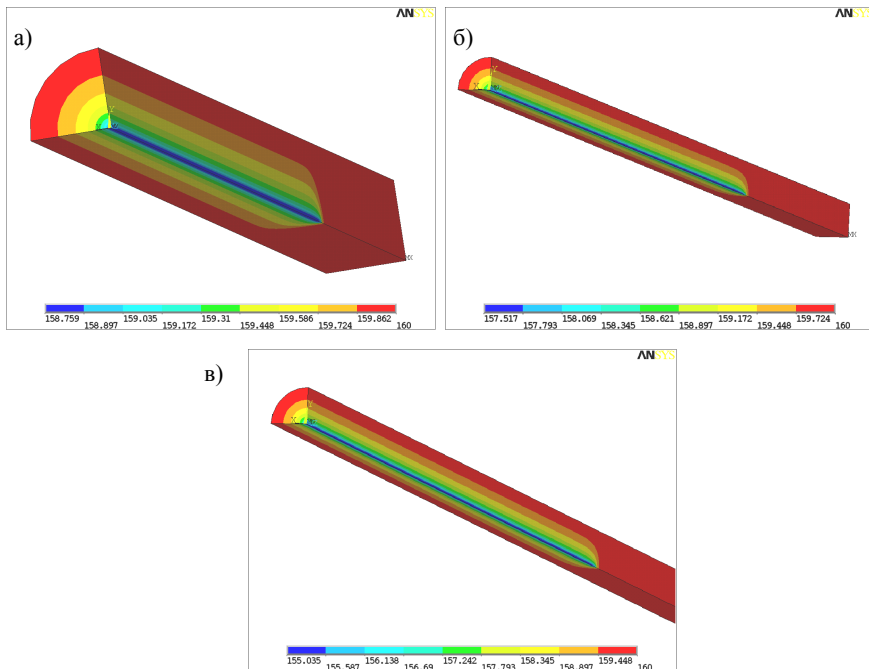 а)
ANSYS
Y
X
MX
158.759 159.035 159.31 159.586 159.862
158.897 159.172 159.448 159.724 160
б)
ANSYS
Y
X
MX
157.517 158.069 158.621 159.172 159.724
157.793 158.345 158.897 159.448 160
в)
ANSYS
Y
X
155.035 156.138 157.242 158.345 159.448
155.587 156.69 157.793 158.897 160